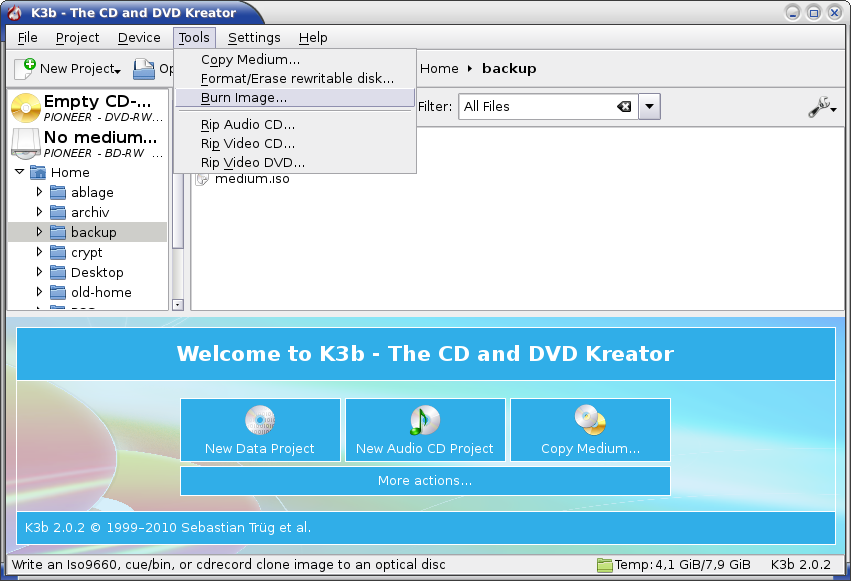 K3b - The CD and DVD Kreator
File Project Device Tools Settings Help
New Project
Copy Medium...
Format/Erase rewritable disk...
Burn Image...
Rip Audio CD...
Rip Video CD...
Rip Video DVD...
Home backup
Filter: All Files
Empty CD-...
PIONEER - DVD-RW...
No medium...
PIONEER - BD-RW ...
Home
ablage
archiv
backup
crypt
Desktop
old-home
medium.iso
Welcome to K3b - The CD and DVD Kreator
New Data Project
New Audio CD Project
Copy Medium...
More actions...
K3b 2.0.2 © 1999–2010 Sebastian Trüg et al.
Write an Iso9660, cue/bin, or cdrecord clone image to an optical disc
Temp: 4,1 GiB/7,9 GiB K3b 2.0.2